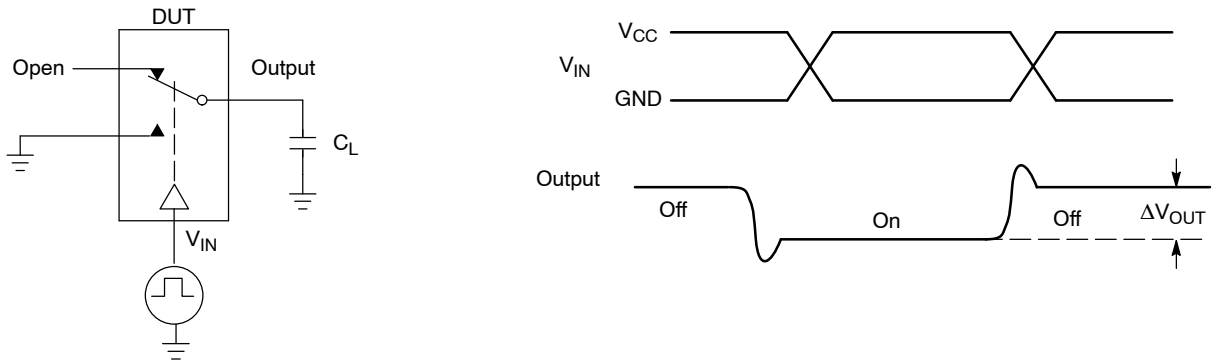 DUT
Open
Output
C_L
V_IN
V_CC
V_IN
GND
Output
Off
On
Off
ΔV_OUT